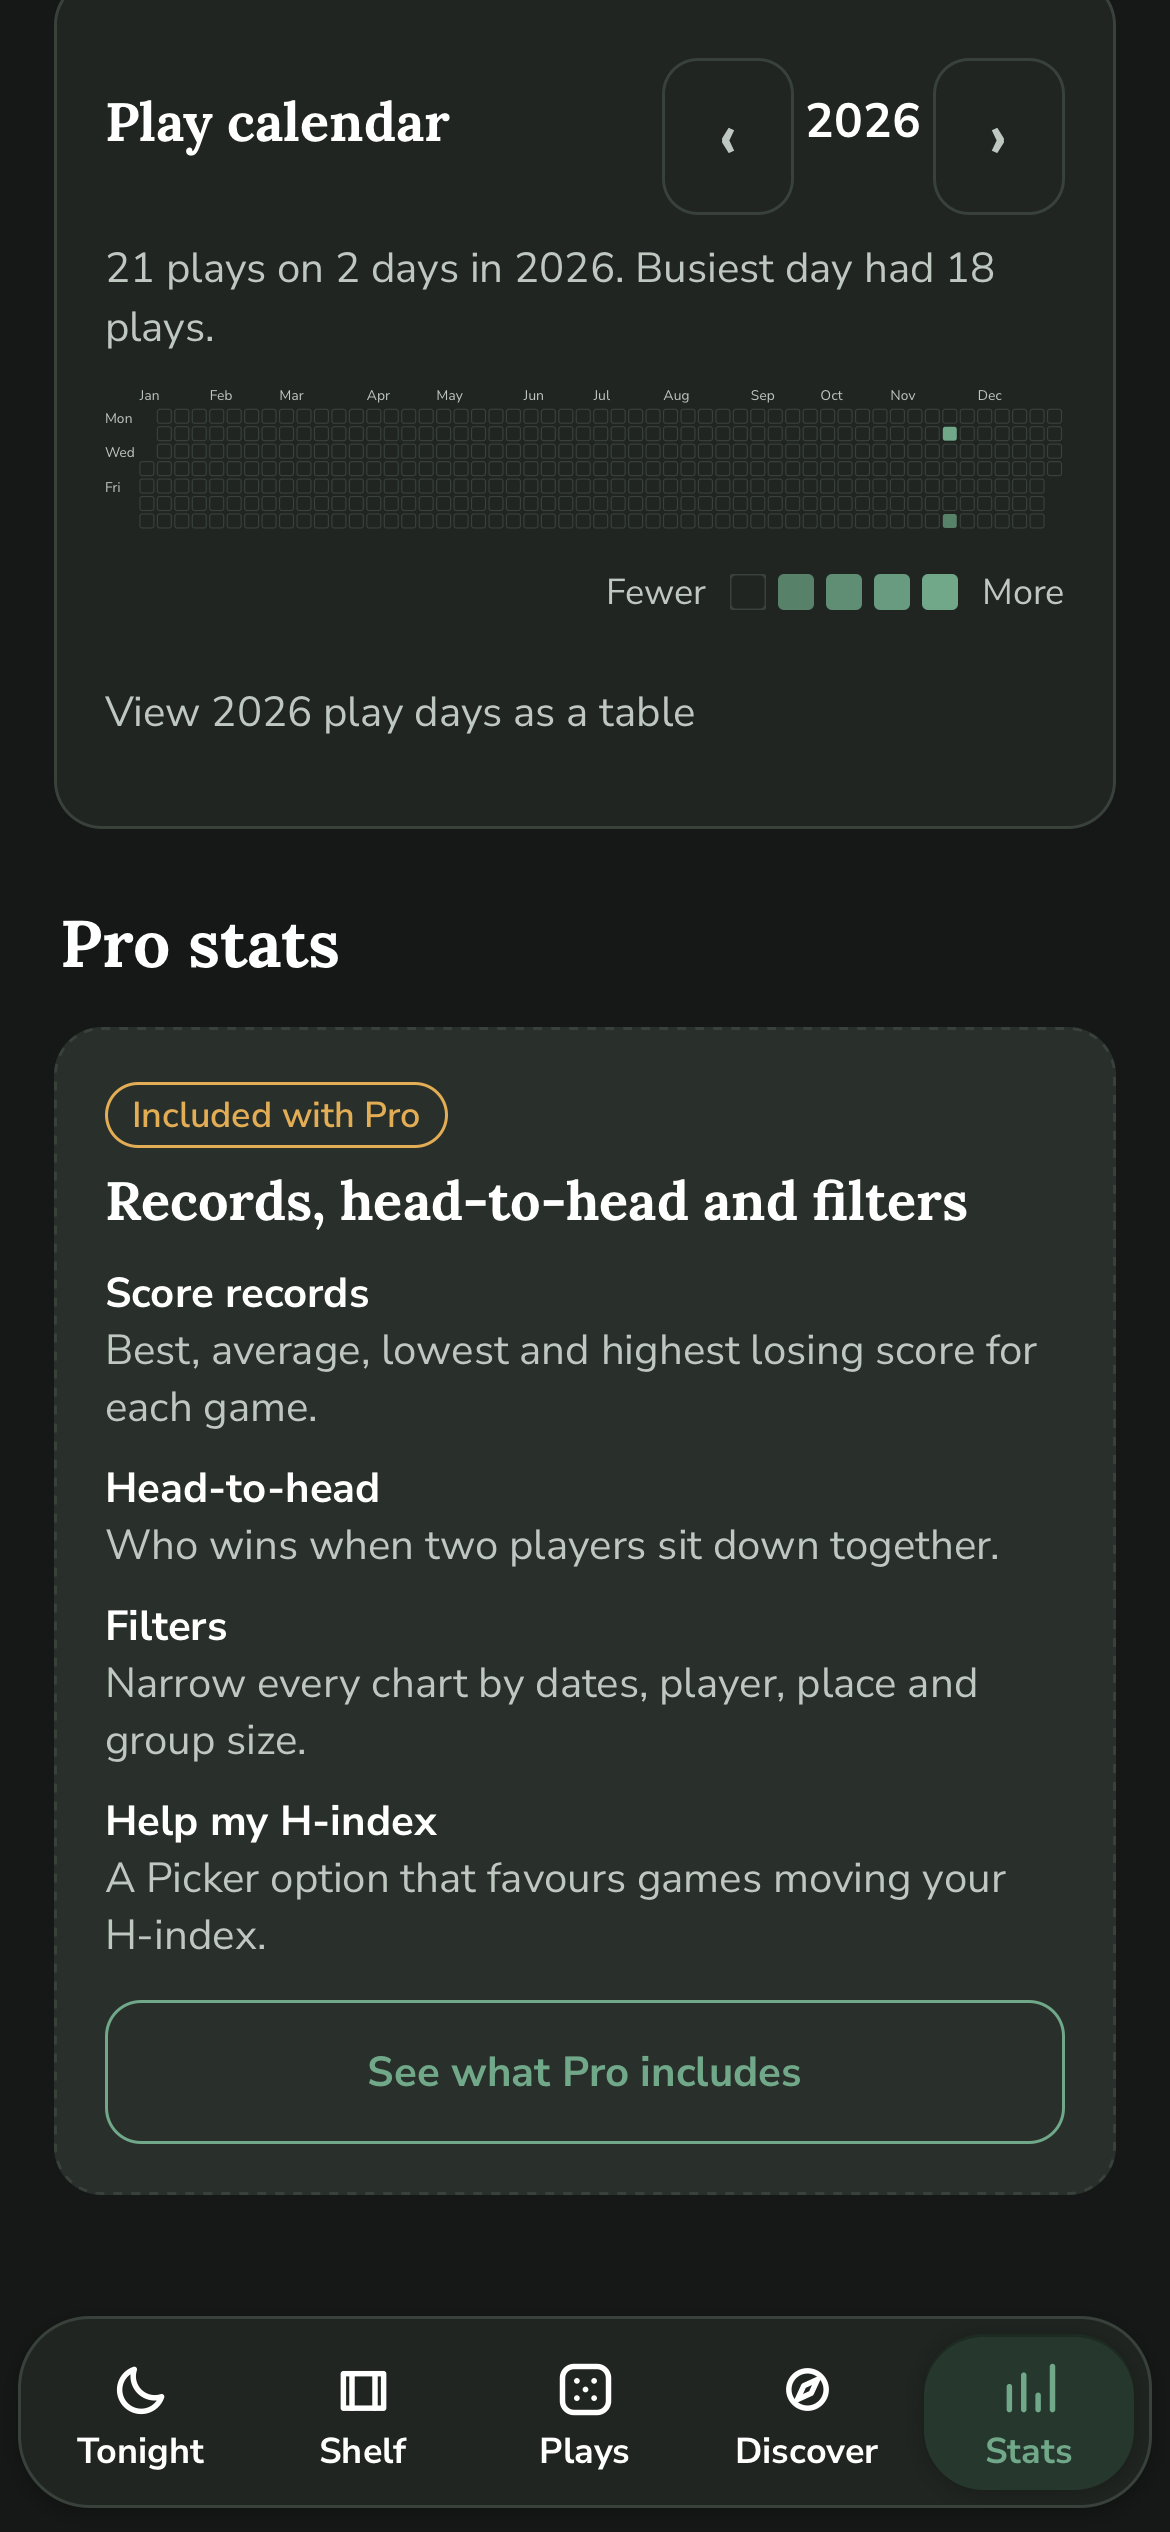 Play calendar
‹ 2026 ›
21 plays on 2 days in 2026. Busiest day had 18
plays.
Jan Feb Mar Apr May Jun Jul Aug Sep Oct Nov Dec
Mon
Wed
Fri
Fewer More
View 2026 play days as a table
Pro stats
Included with Pro
Records, head-to-head and filters
Score records
Best, average, lowest and highest losing score for
each game.
Head-to-head
Who wins when two players sit down together.
Filters
Narrow every chart by dates, player, place and
group size.
Help my H-index
A Picker option that favours games moving your
H-index.
See what Pro includes
Tonight Shelf Plays Discover Stats